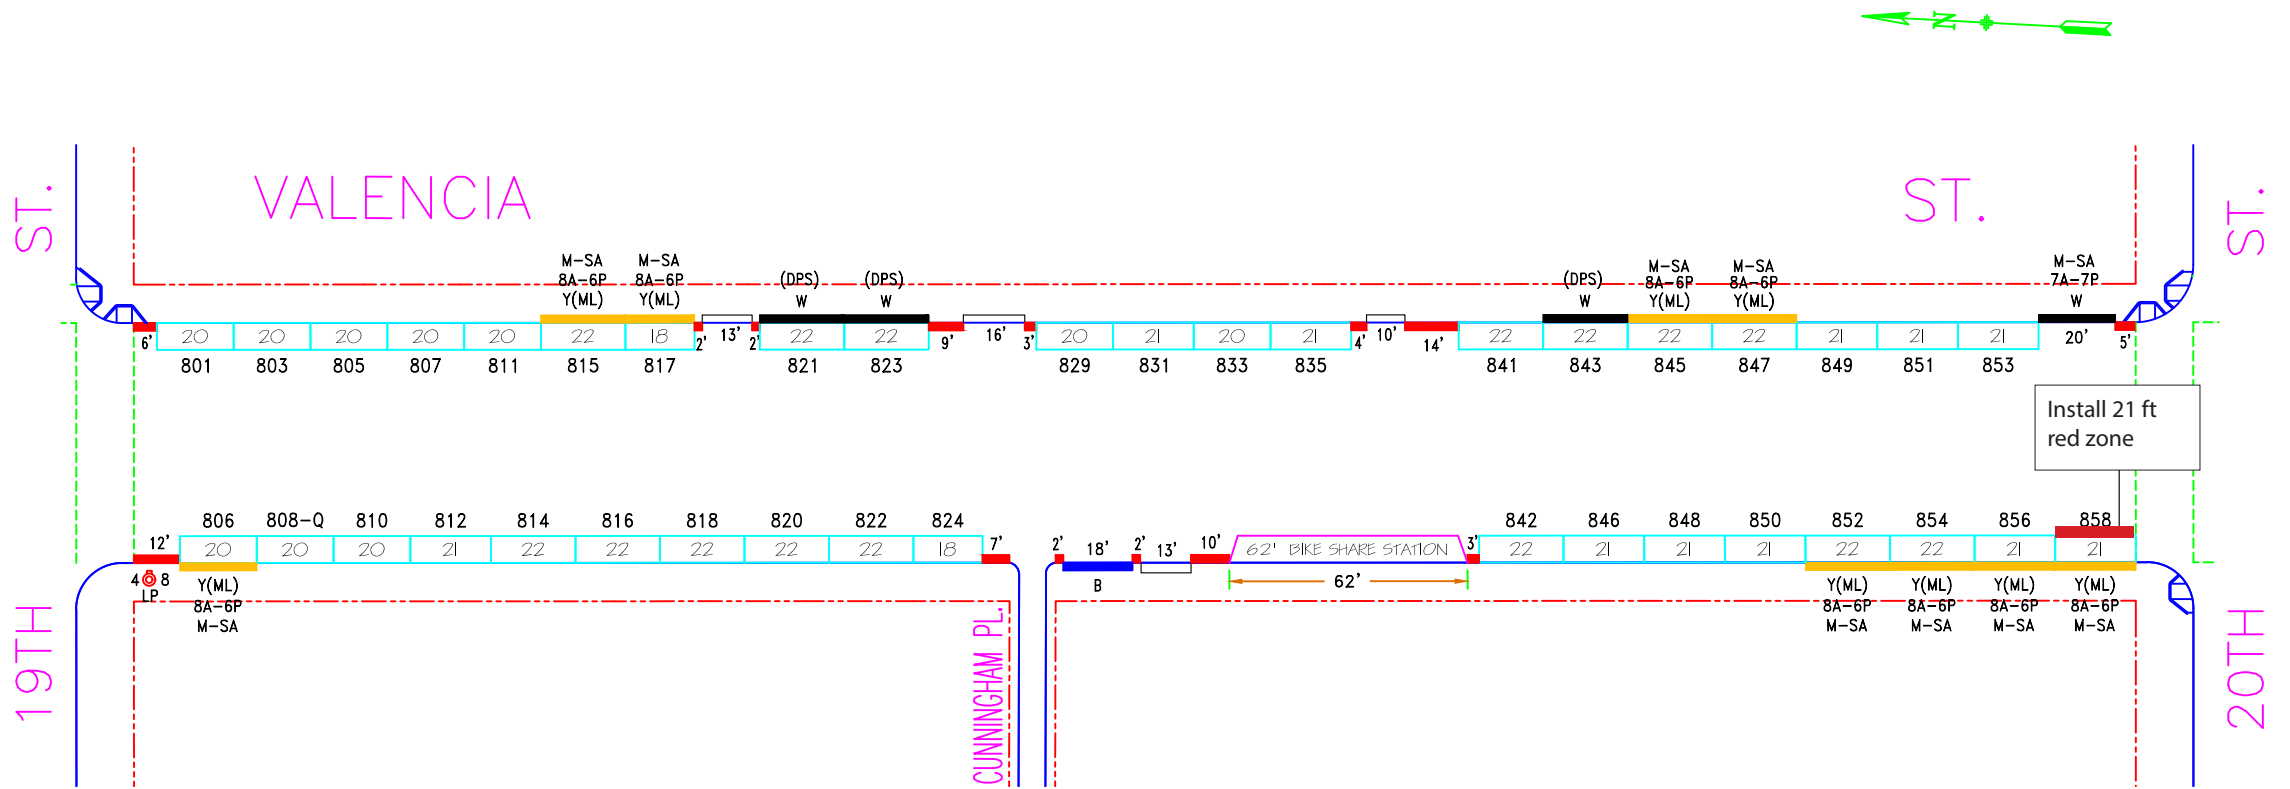 N
VALENCIA ST.
ST.
ST.
M-SA M-SA (DPS) (DPS) (DPS) M-SA M-SA M-SA
8A-6P 8A-6P W W W 8A-6P 8A-6P 7A-7P
Y(ML) Y(ML) Y(ML) Y(ML) W
6' 20 20 20 20 20 22 18 2' 13' 2' 22 22 9' 16' 3' 20 21 20 21 4' 10' 14' 22 22 22 22 21 21 21 20' 5'
801 803 805 807 811 815 817 821 823 829 831 833 835 841 843 845 847 849 851 853
Install 21 ft
red zone
806 808-Q 810 812 814 816 818 820 822 824 842 846 848 850 852 854 856 858
12' 20 20 20 21 22 22 22 22 22 18 7' 2' 18' 2' 13' 10' 62' BIKE SHARE STATION 3' 22 21 21 21 22 22 21 21
4 8
LP
B
62'
Y(ML) Y(ML) Y(ML) Y(ML) Y(ML)
8A-6P 8A-6P 8A-6P 8A-6P 8A-6P
M-SA M-SA M-SA M-SA M-SA
19TH
CUNNINGHAM PL.
20TH